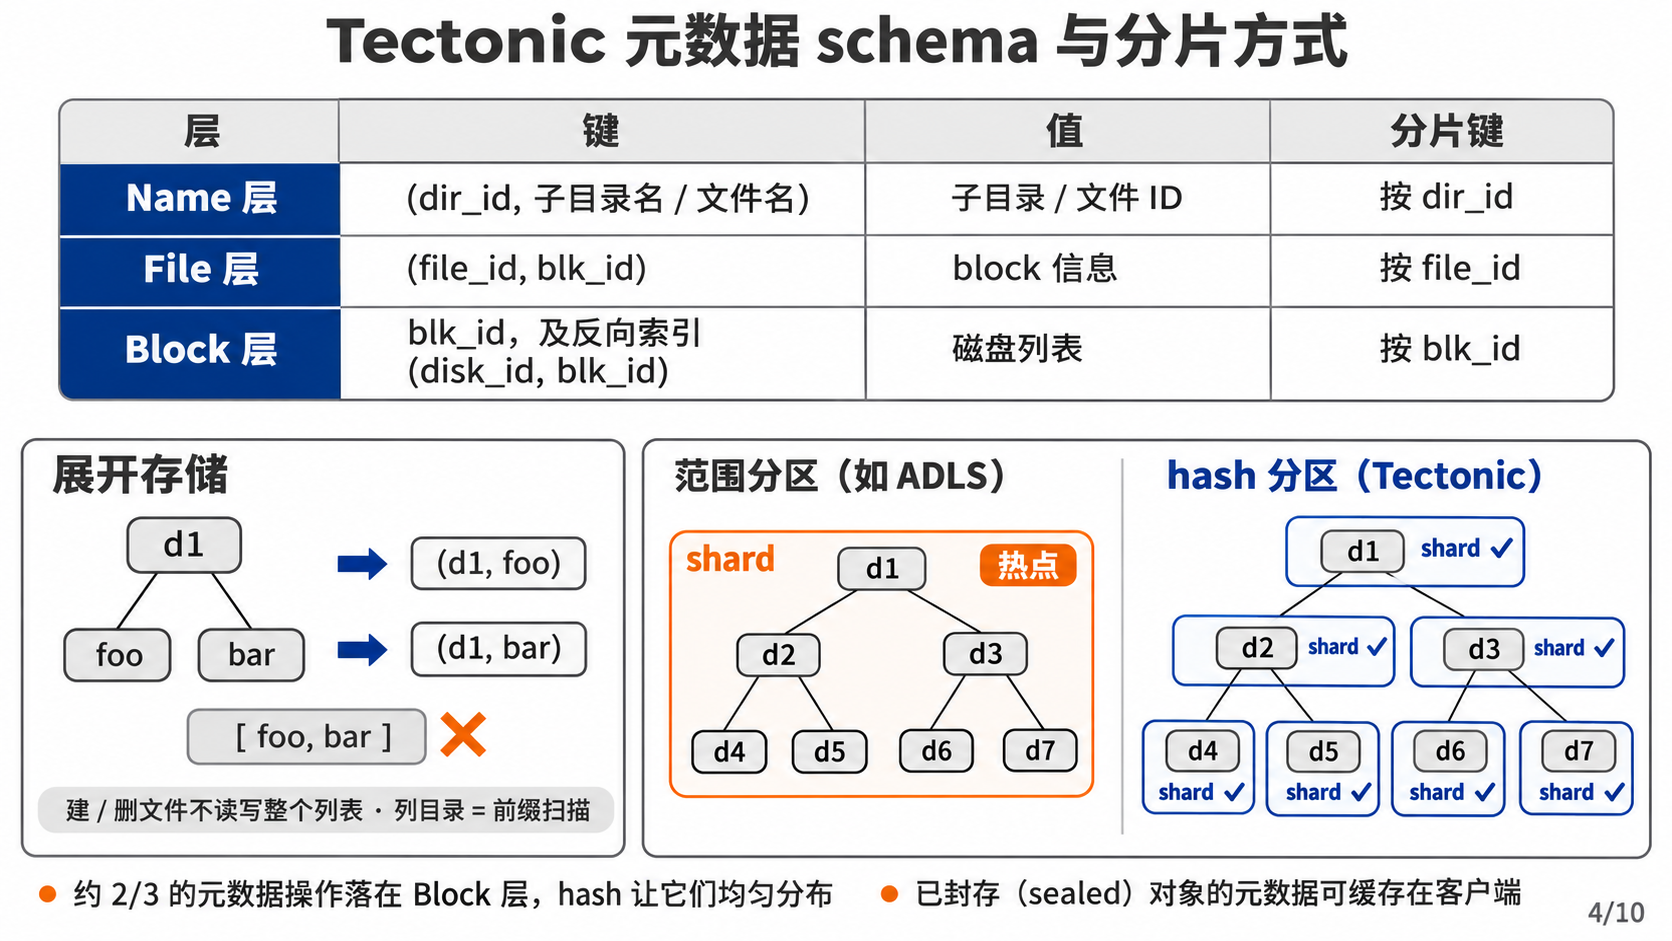 Tectonic 元数据 schema 与分片方式
层 键 值 分片键
Name 层 (dir_id, 子目录名 / 文件名) 子目录 / 文件 ID 按 dir_id
File 层 (file_id, blk_id) block 信息 按 file_id
Block 层 blk_id，及反向索引 磁盘列表 按 blk_id
(disk_id, blk_id)
展开存储
d1
(d1, foo)
foo bar
(d1, bar)
[ foo, bar ]
建 / 删文件不读写整个列表 · 列目录 = 前缀扫描
范围分区（如 ADLS）
shard
热点
d1
d2 d3
d4 d5 d6 d7
hash 分区（Tectonic）
d1 shard ✓
d2 shard ✓ d3 shard ✓
d4 d5 d6 d7
shard ✓ shard ✓ shard ✓ shard ✓
约 2/3 的元数据操作落在 Block 层，hash 让它们均匀分布
已封存（sealed）对象的元数据可缓存在客户端
4/10